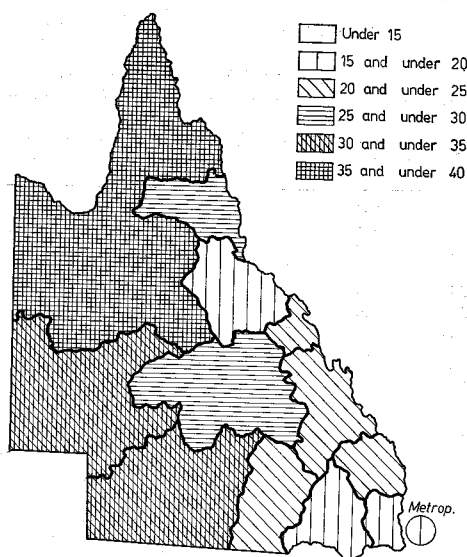 Under 15
15 and under 20
20 and under 25
25 and under 30
30 and under 35
35 and under 40
Metrop.